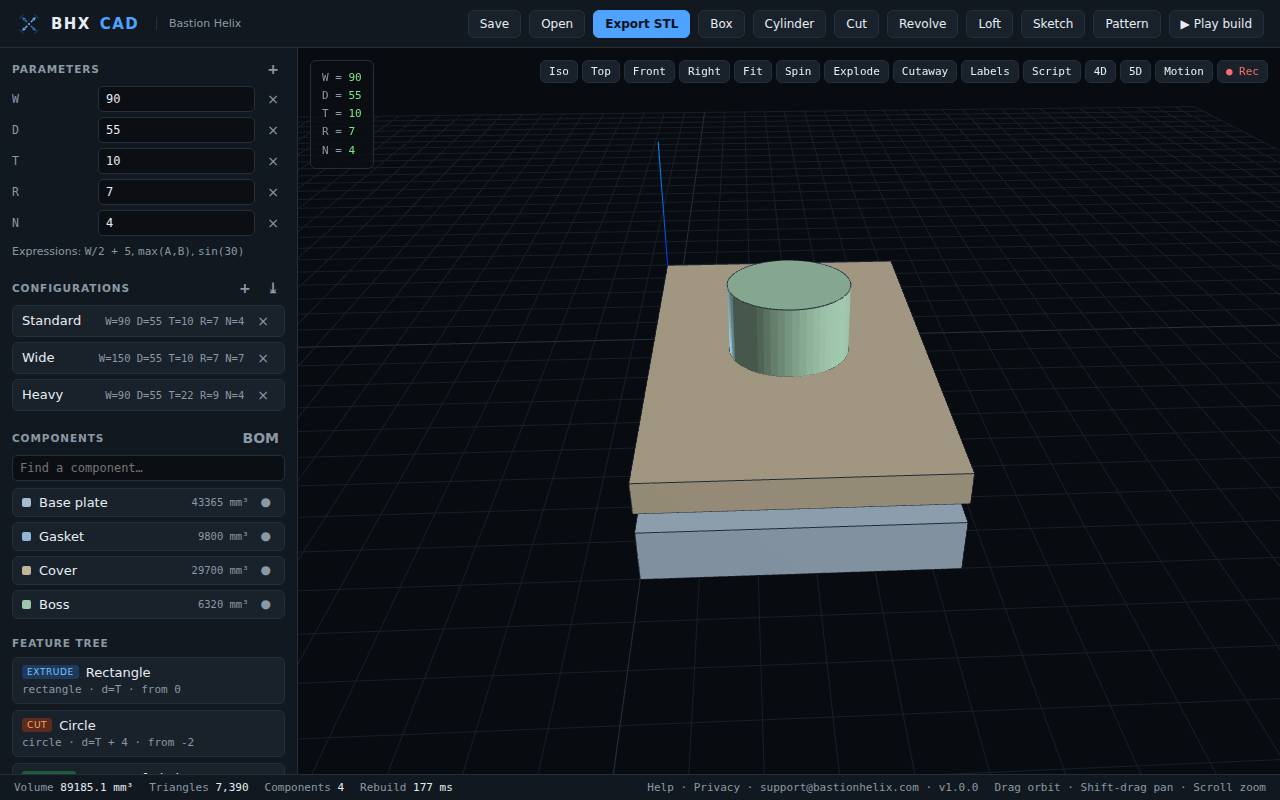 BHX CAD Bastion Helix Save Open Export STL Box Cylinder Cut Revolve Loft Sketch Pattern ▶ Play build
PARAMETERS +
W 90 ×
D 55 ×
T 10 ×
R 7 ×
N 4 ×
Expressions: W/2 + 5, max(A,B), sin(30)
CONFIGURATIONS + ⤓
Standard W=90 D=55 T=10 R=7 N=4 ×
Wide W=150 D=55 T=10 R=7 N=7 ×
Heavy W=90 D=55 T=22 R=9 N=4 ×
COMPONENTS BOM
Find a component…
Base plate 43365 mm³ ●
Gasket 9800 mm³ ●
Cover 29700 mm³ ●
Boss 6320 mm³ ●
FEATURE TREE
EXTRUDE Rectangle
rectangle · d=T · from 0
CUT Circle
circle · d=T + 4 · from -2
W = 90
D = 55
T = 10
R = 7
N = 4
Iso Top Front Right Fit Spin Explode Cutaway Labels Script 4D 5D Motion ● Rec
Volume 89185.1 mm³ Triangles 7,390 Components 4 Rebuild 177 ms
Help · Privacy · support@bastionhelix.com · v1.0.0 Drag orbit · Shift-drag pan · Scroll zoom